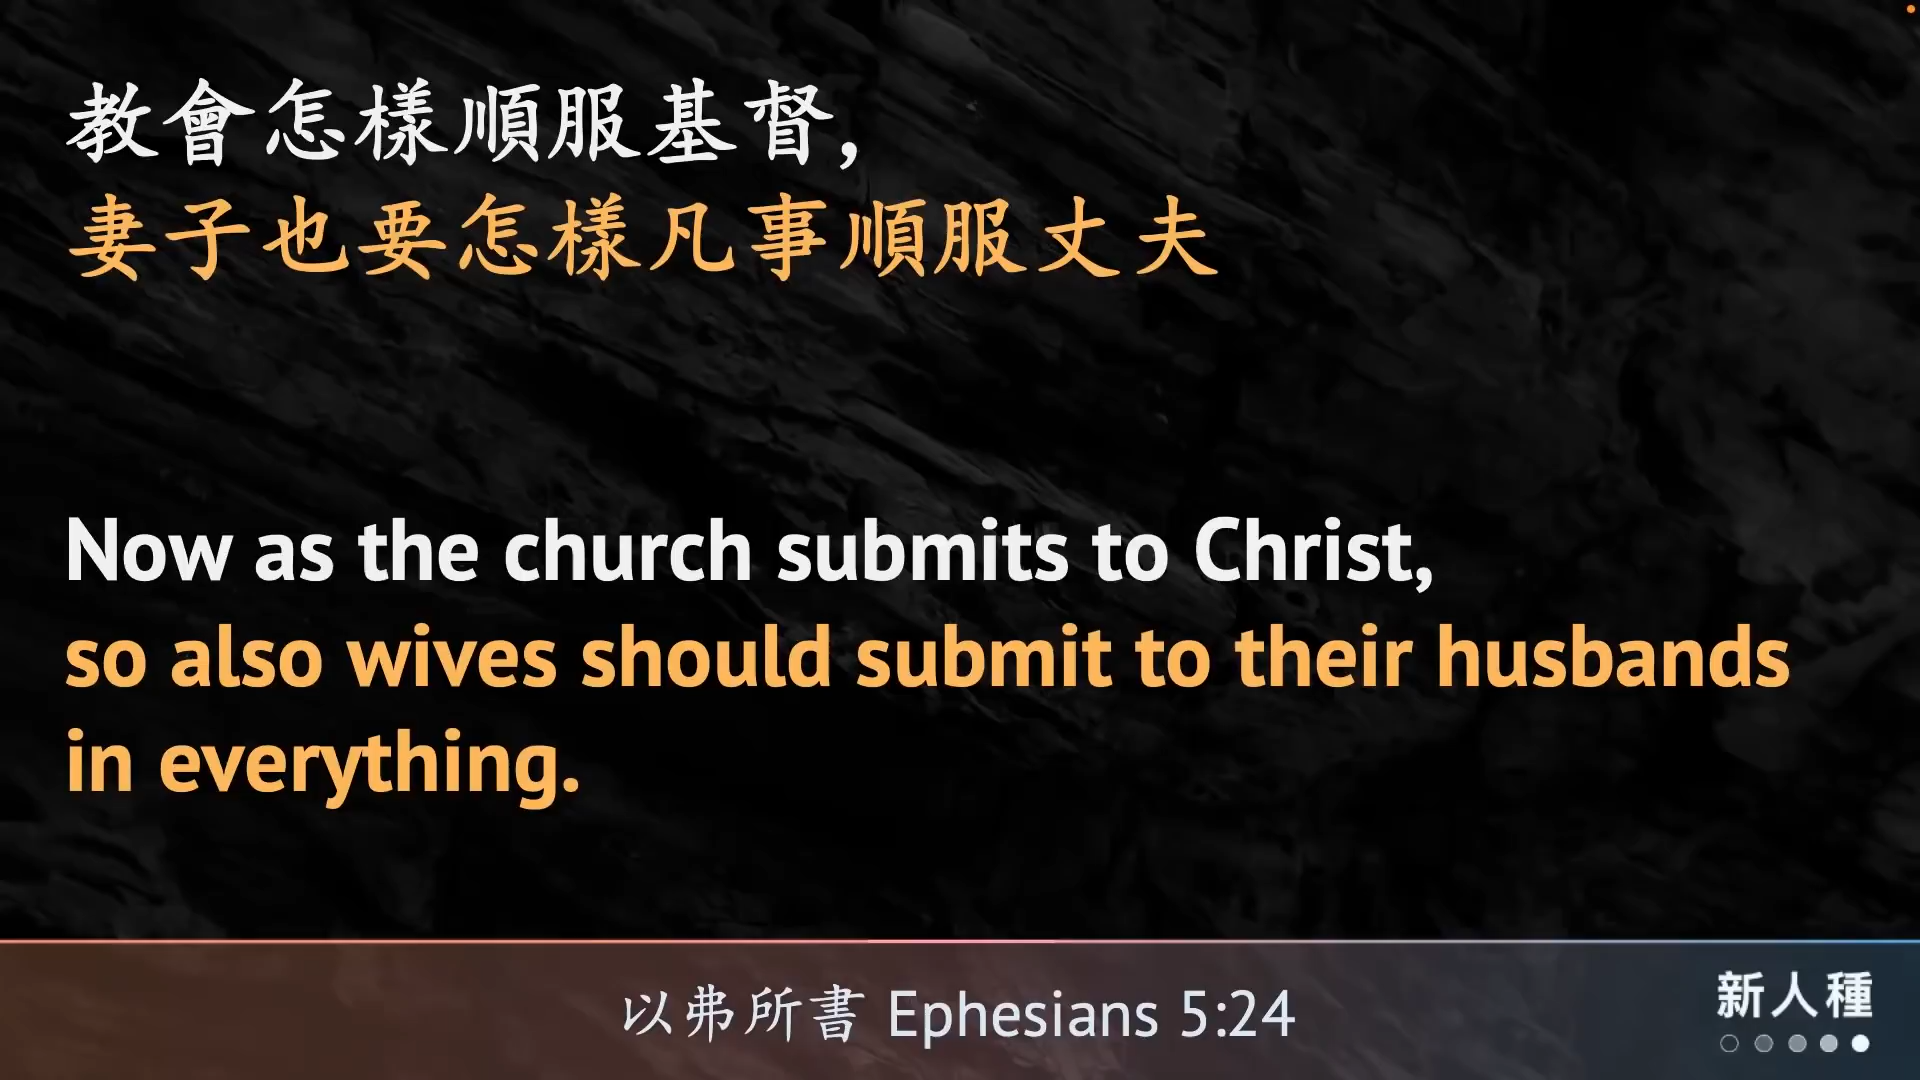 教會怎樣順服基督,
妻子也要怎樣凡事順服丈夫
Now as the church submits to Christ,
so also wives should submit to their husbands
in everything.
以弗所書 Ephesians 5:24
新人種